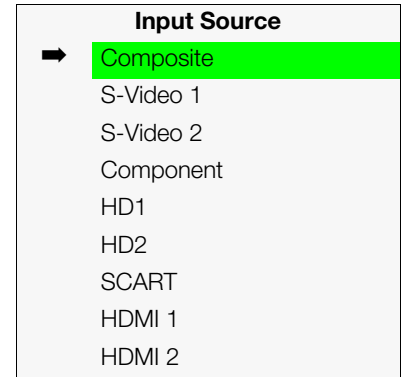 Input Source
➡ Composite
S-Video 1
S-Video 2
Component
HD1
HD2
SCART
HDMI 1
HDMI 2